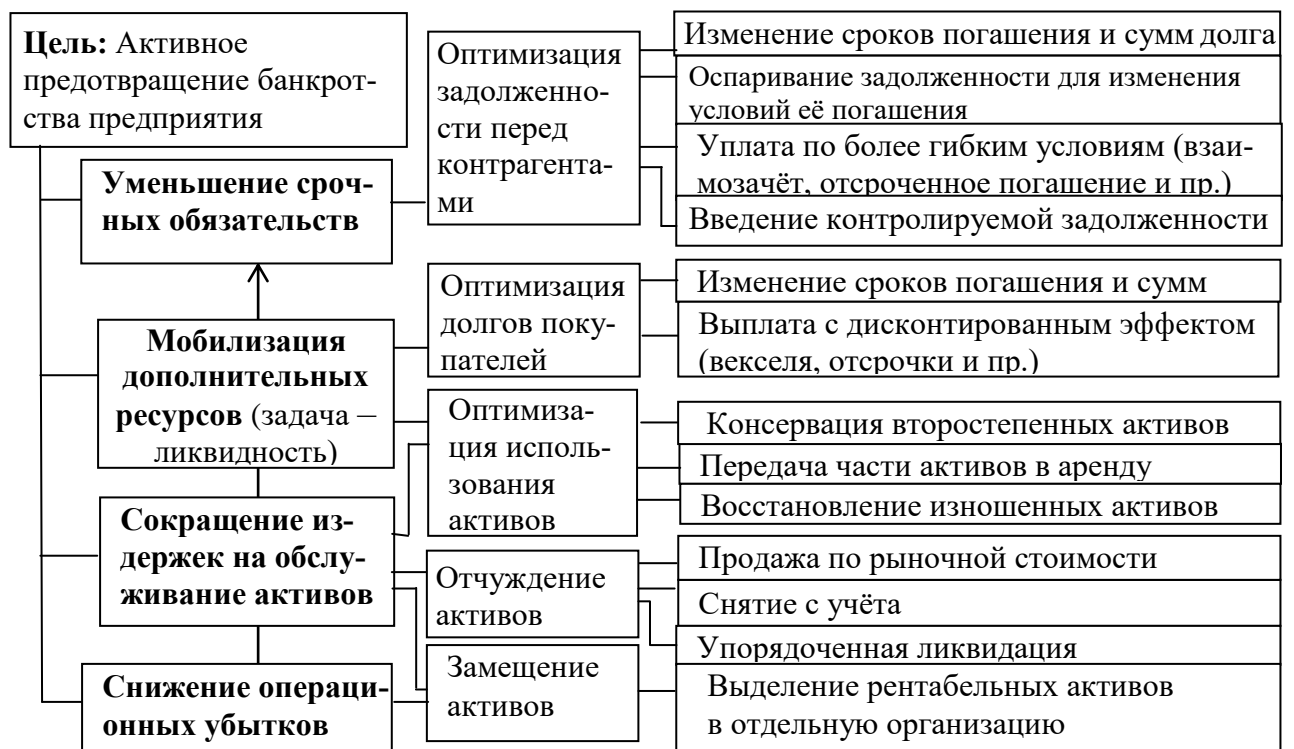 Цель: Активное
предотвращение банкрот-
ства предприятия
Уменьшение сроч-
ных обязательств
Мобилизация
дополнительных
ресурсов (задача –
ликвидность)
Сокращение из-
держек на обслу-
живание активов
Снижение операци-
онных убытков
Оптимизация
задолженно-
сти перед
контрагента-
ми
Оптимизация
долгов поку-
пателей
Оптимиза-
ция исполь-
зования
активов
Отчуждение
активов
Замещение
активов
Изменение сроков погашения и сумм долга
Оспаривание задолженности для изменения
условий её погашения
Уплата по более гибким условиям (взаи-
мозачёт, отсроченное погашение и пр.)
Введение контролируемой задолженности
Изменение сроков погашения и сумм
Выплата с дисконтированным эффектом
(векселя, отсрочки и пр.)
Консервация второстепенных активов
Передача части активов в аренду
Восстановление изношенных активов
Продажа по рыночной стоимости
Снятие с учёта
Упорядоченная ликвидация
Выделение рентабельных активов
в отдельную организацию